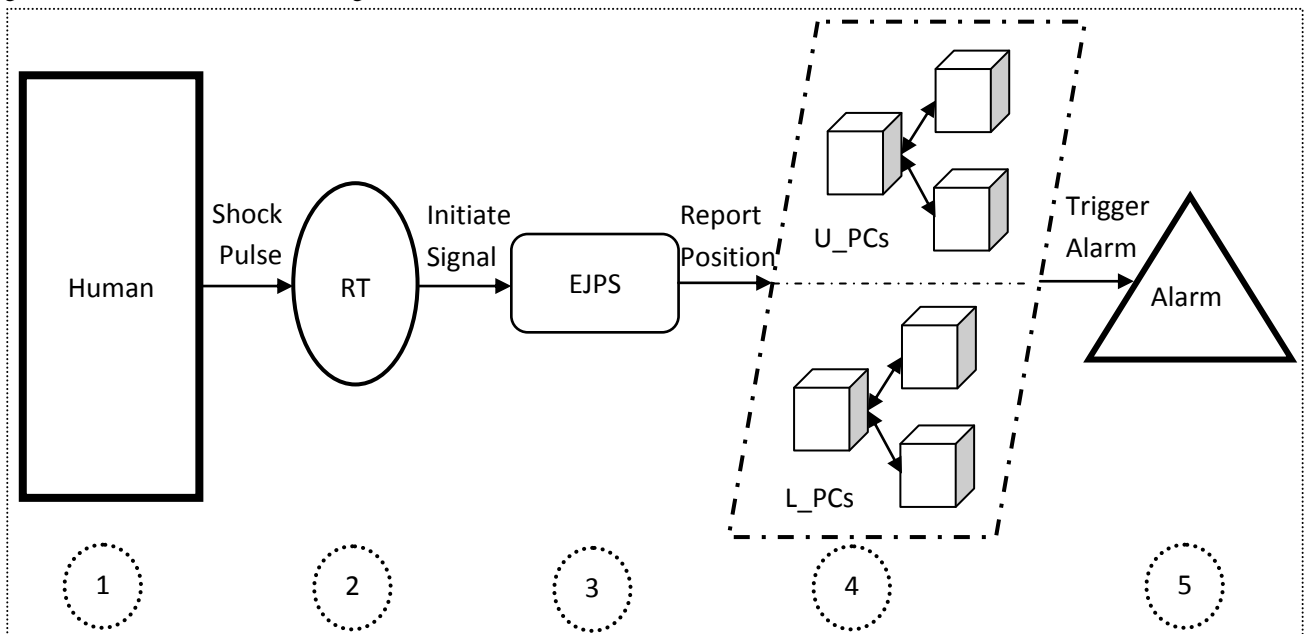 Human
Shock
Pulse
RT
Initiate
Signal
EJPS
Report
Position
U_PCs
L_PCs
Trigger
Alarm
Alarm
1
2
3
4
5